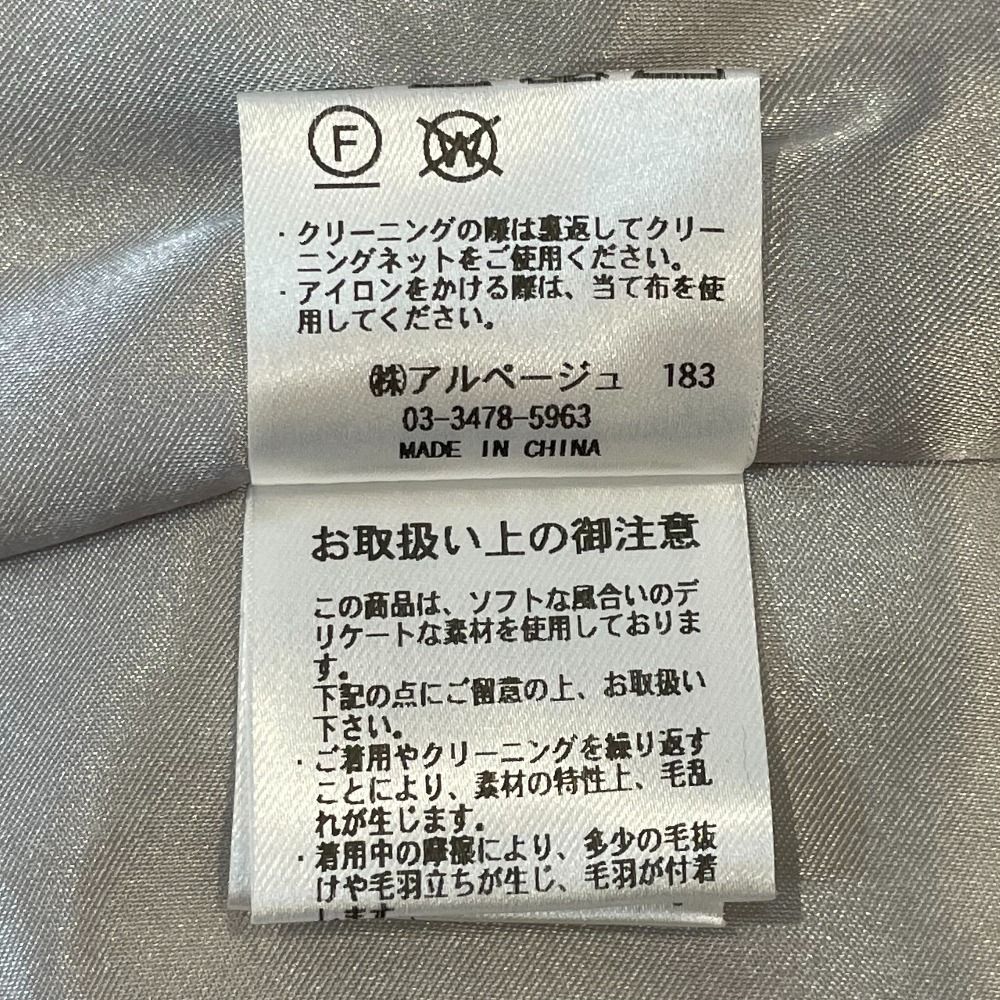 F W
・クリーニングの際は裏返してクリー
ニングネットをご使用ください。
・アイロンをかける際は、当て布を使
用してください。
㈱アルページュ 183
03-3478-5963
MADE IN CHINA
お取扱い上の御注意
この商品は、ソフトな風合いのデ
リケートな素材を使用しておりま
す。
下記の点にご留意の上、お取扱い
下さい。
・ご着用やクリーニングを繰り返す
ことにより、素材の特性上、毛乱
れが生じます。
・着用中の摩擦により、多少の毛抜
けや毛羽立ちが生じ、毛羽が付着
します。